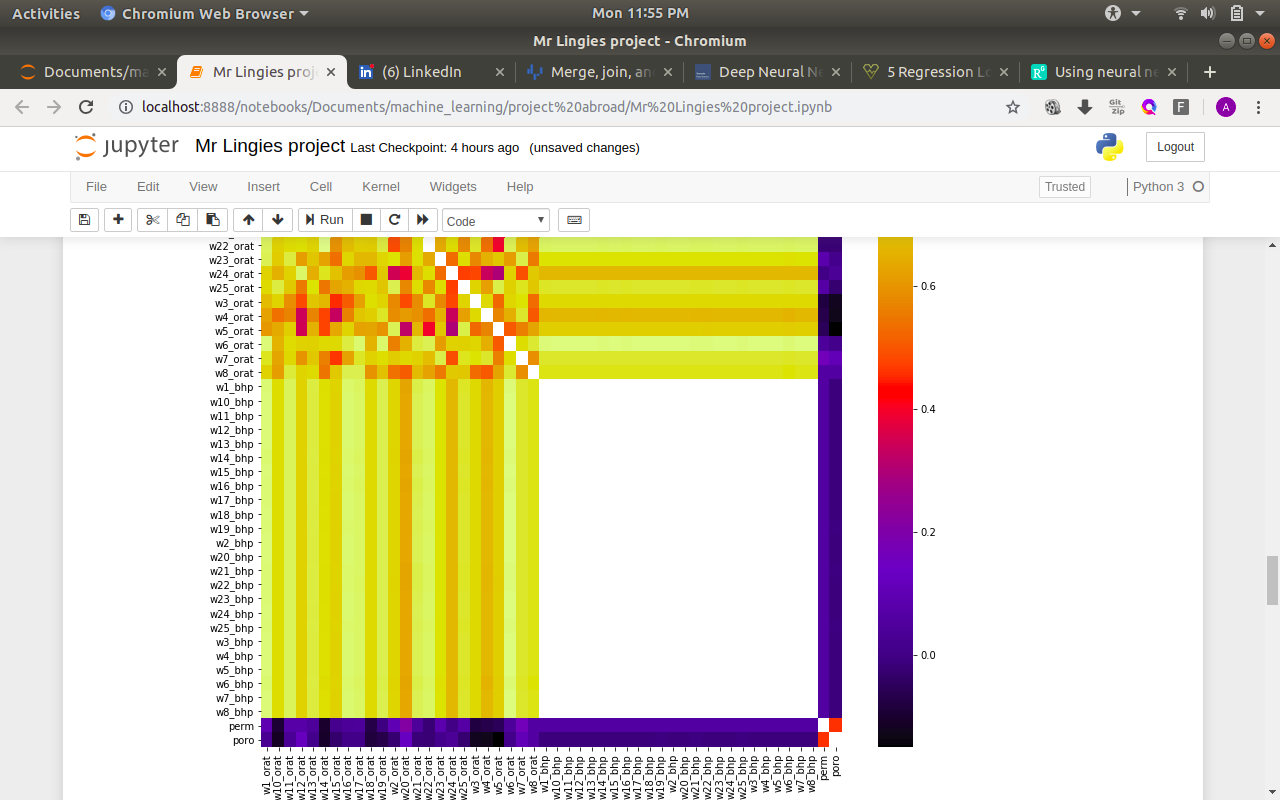 Activities Chromium Web Browser Mon 11:55 PM
Mr Lingies project - Chromium
Documents/ma Mr Lingies proj (6) LinkedIn Merge, join, an Deep Neural Ne 5 Regression Lo Using neural ne
localhost:8888/notebooks/Documents/machine_learning/project%20abroad/Mr%20Lingies%20project.ipynb Git Zip F A
jupyter Mr Lingies project Last Checkpoint: 4 hours ago (unsaved changes) Logout
File Edit View Insert Cell Kernel Widgets Help Trusted Python 3
Run Code
w22_orat
w23_orat
w24_orat
w25_orat
w3_orat
w4_orat
w5_orat
w6_orat
w7_orat
w8_orat
w1_bhp
w10_bhp
w11_bhp
w12_bhp
w13_bhp
w14_bhp
w15_bhp
w16_bhp
w17_bhp
w18_bhp
w19_bhp
w2_bhp
w20_bhp
w21_bhp
w22_bhp
w23_bhp
w24_bhp
w25_bhp
w3_bhp
w4_bhp
w5_bhp
w6_bhp
w7_bhp
w8_bhp
perm
poro
0.6
0.4
0.2
0.0
w1_orat
w10_orat
w11_orat
w12_orat
w13_orat
w14_orat
w15_orat
w16_orat
w17_orat
w18_orat
w19_orat
w2_orat
w20_orat
w21_orat
w22_orat
w23_orat
w24_orat
w25_orat
w3_orat
w4_orat
w5_orat
w6_orat
w7_orat
w8_orat
w1_bhp
w10_bhp
w11_bhp
w12_bhp
w13_bhp
w14_bhp
w15_bhp
w16_bhp
w17_bhp
w18_bhp
w19_bhp
w2_bhp
w20_bhp
w21_bhp
w22_bhp
w23_bhp
w24_bhp
w25_bhp
w3_bhp
w4_bhp
w5_bhp
w6_bhp
w7_bhp
w8_bhp
perm
poro